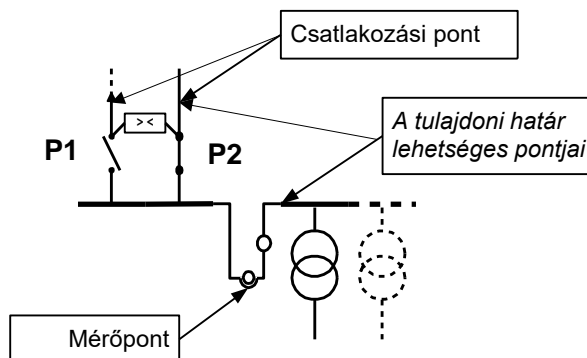 Csatlakozási pont
> <
P1
P2
A tulajdoni határ
lehetséges pontjai
Mérőpont